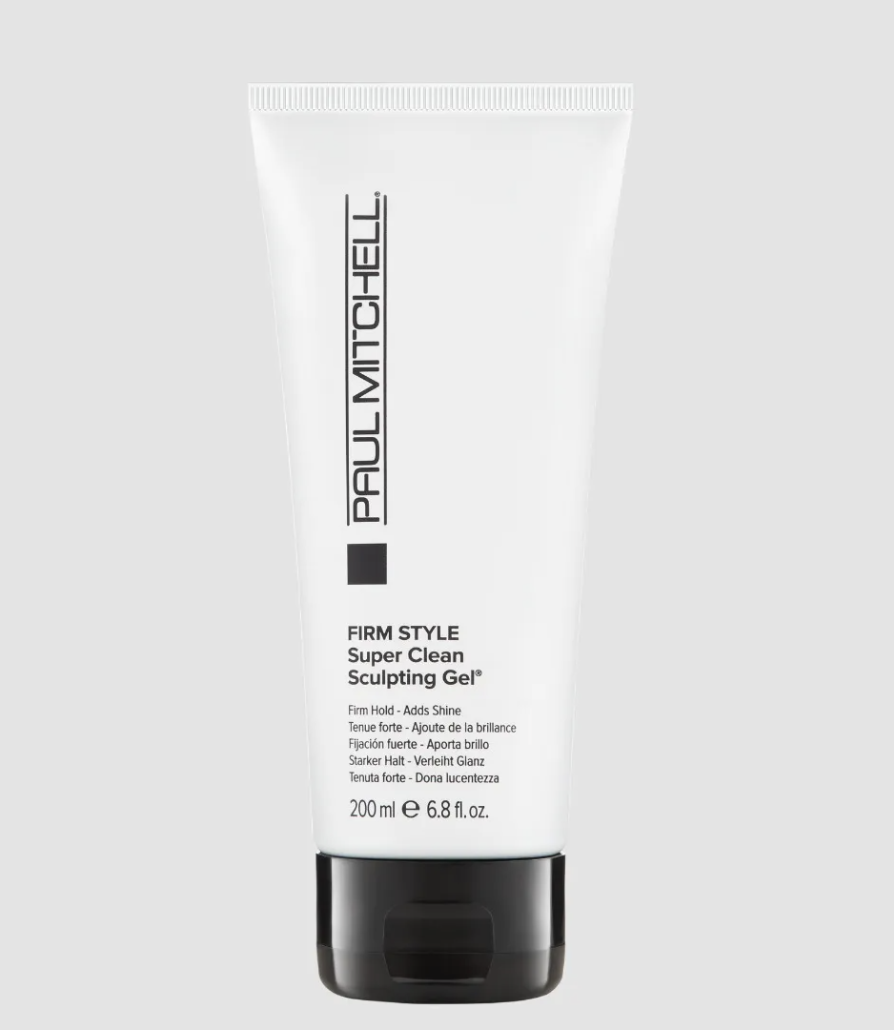 PAUL MITCHELL®
FIRM STYLE
Super Clean
Sculpting Gel®
Firm Hold - Adds Shine
Tenue forte - Ajoute de la brillance
Fijación fuerte - Aporta brillo
Starker Halt - Verleiht Glanz
Tenuta forte - Dona lucentezza
200 ml ℮ 6.8 fl. oz.